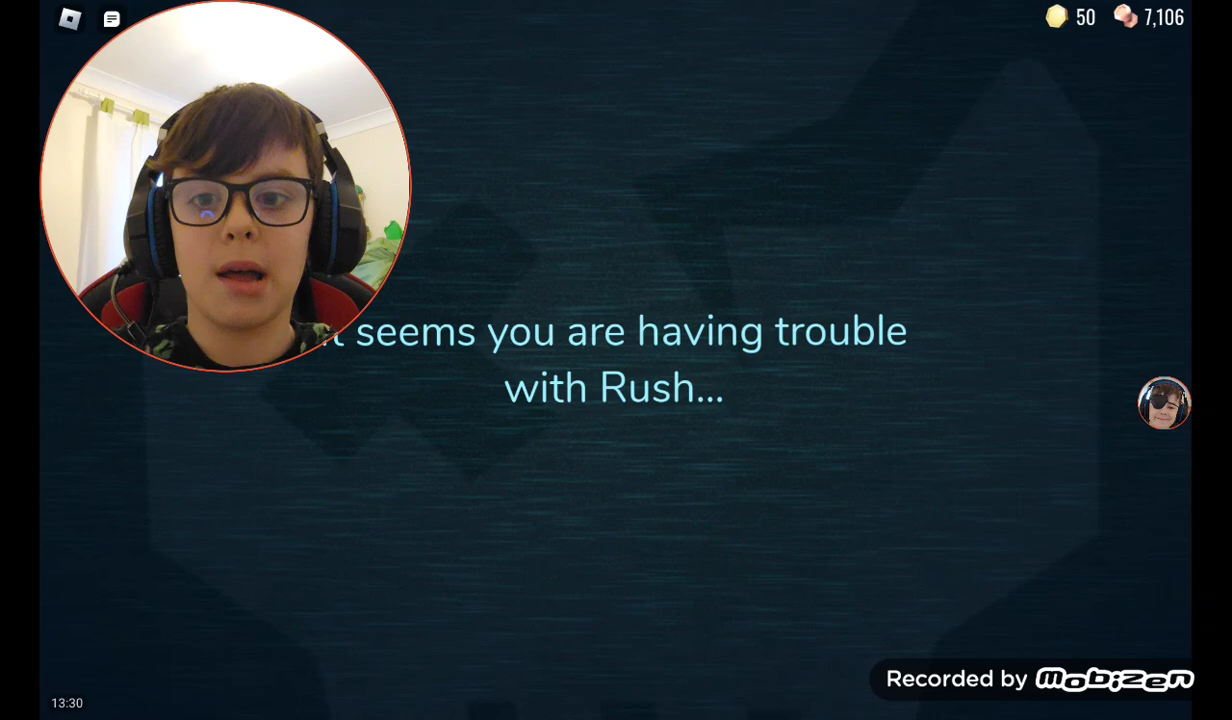 50 7,106
t seems you are having trouble
with Rush...
Recorded by mobizen
13:30